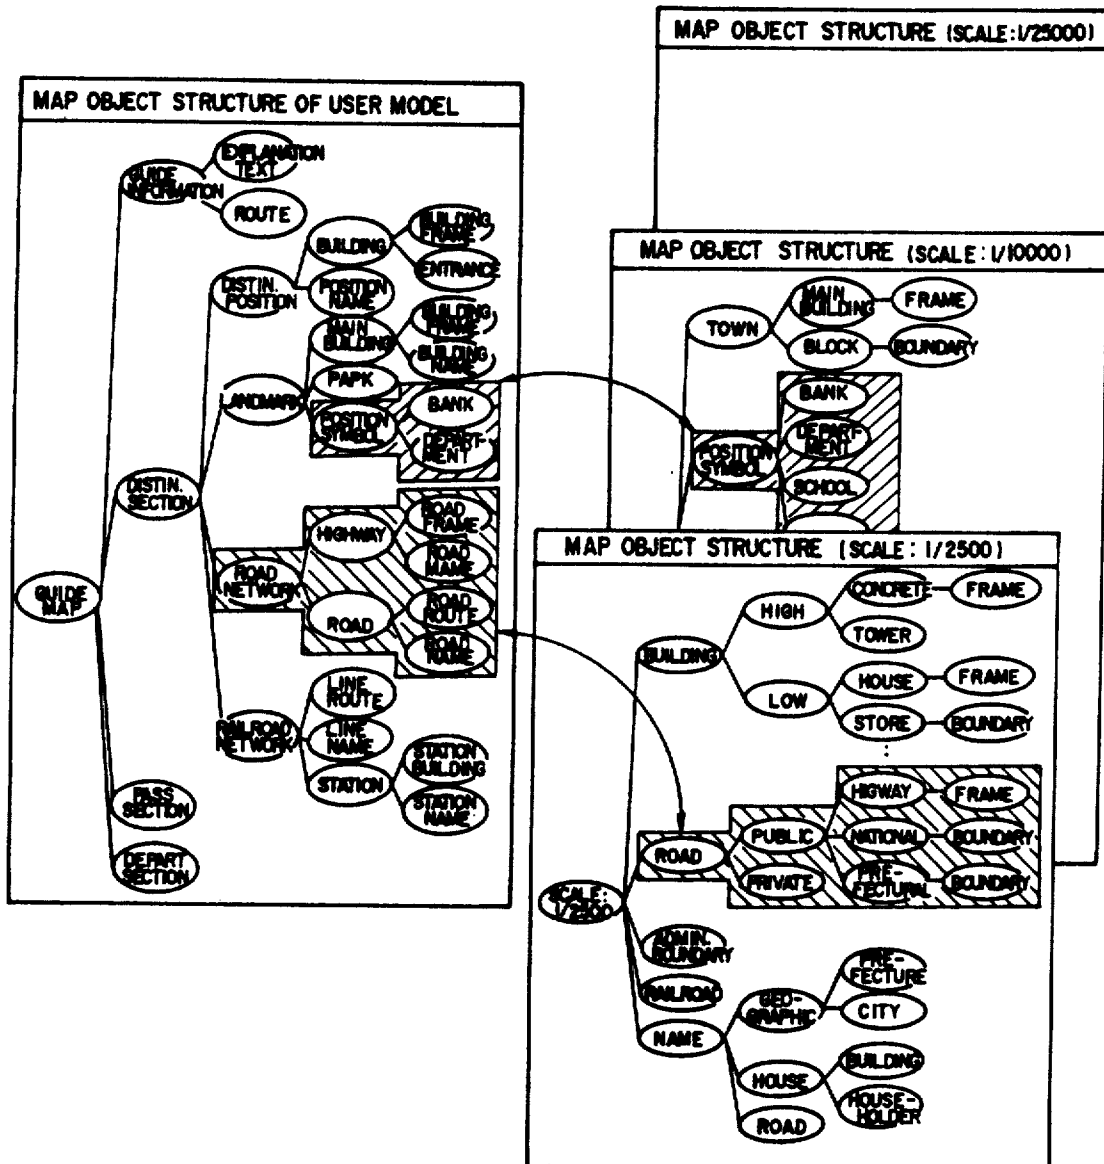 MAP OBJECT STRUCTURE (SCALE:1/25000)
MAP OBJECT STRUCTURE OF USER MODEL
EXPLANATION
TEXT
GUIDE
INFORMATION
ROUTE
BUILDING
FRAME
BUILDING
ENTRANCE
DISTIN.
POSITION
POSITION
NAME
BUILDING
FRAME
MAIN
BUILDING
BUILDING
NAME
LANDMARK
PAPK
BANK
POSITION
SYMBOL
DEPART-
MENT
DISTIN.
SECTION
ROAD
FRAME
HIGHWAY
ROAD
MAME
ROAD
NETWORK
GUIDE
MAP
ROAD
ROUTE
ROAD
ROAD
NAME
LINE
ROUTE
RAILROAD
NETWORK
LINE
NAME
STATION
BUILDING
STATION
STATION
NAME
PASS
SECTION
DEPART
SECTION
MAP OBJECT STRUCTURE (SCALE:1/10000)
MAIN
BUILDING
FRAME
TOWN
BLOCK
BOUNDARY
BANK
DEPART-
MENT
POSITION
SYMBOL
SCHOOL
MAP OBJECT STRUCTURE (SCALE: 1/2500)
CONCRETE
FRAME
HIGH
TOWER
BUILDING
HOUSE
FRAME
LOW
STORE
BOUNDARY
HIGWAY
FRAME
PUBLIC
NATIONAL
BOUNDARY
ROAD
PRIVATE
PRE-
FECTURAL
BOUNDARY
SCALE:
1/2500
ADMIN.
BOUNDARY
RAILROAD
PRE-
FECTURE
GEO-
GRAPHIC
CITY
NAME
BUILDING
HOUSE
HOUSE-
HOLDER
ROAD